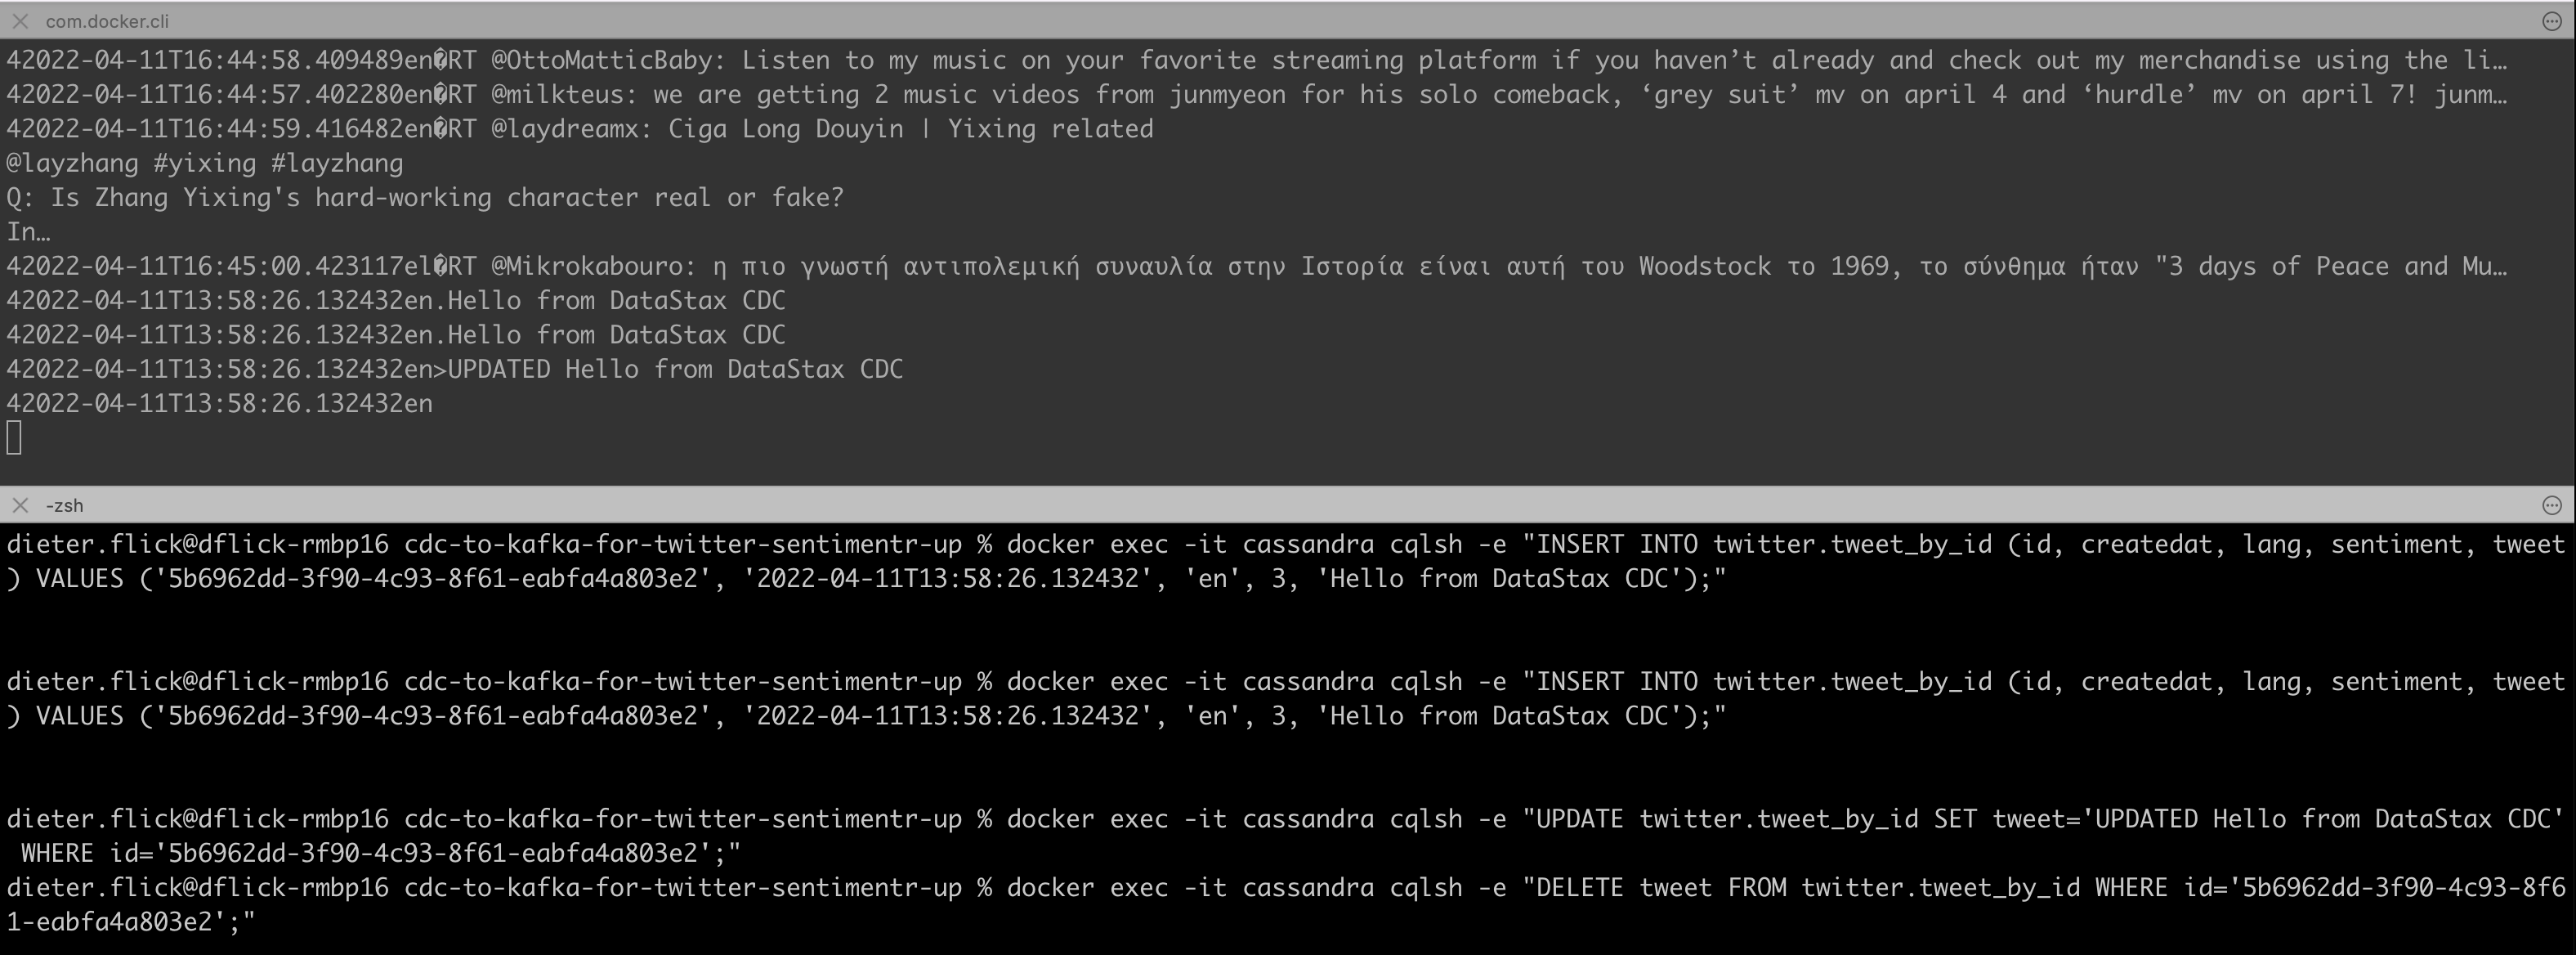 com.docker.cli
42022-04-11T16:44:58.409489en�RT @OttoMatticBaby: Listen to my music on your favorite streaming platform if you haven’t already and check out my merchandise using the li…
42022-04-11T16:44:57.402280en�RT @milkteus: we are getting 2 music videos from junmyeon for his solo comeback, ‘grey suit’ mv on april 4 and ‘hurdle’ mv on april 7! junm…
42022-04-11T16:44:59.416482en�RT @laydreamx: Ciga Long Douyin | Yixing related
@layzhang #yixing #layzhang
Q: Is Zhang Yixing's hard-working character real or fake?
In…
42022-04-11T16:45:00.423117el�RT @Mikrokabouro: η πιο γνωστή αντιπολεμική συναυλία στην Ιστορία είναι αυτή του Woodstock το 1969, το σύνθημα ήταν "3 days of Peace and Mu…
42022-04-11T13:58:26.132432en.Hello from DataStax CDC
42022-04-11T13:58:26.132432en.Hello from DataStax CDC
42022-04-11T13:58:26.132432en>UPDATED Hello from DataStax CDC
42022-04-11T13:58:26.132432en
-zsh
dieter.flick@dflick-rmbp16 cdc-to-kafka-for-twitter-sentimentr-up % docker exec -it cassandra cqlsh -e "INSERT INTO twitter.tweet_by_id (id, createdat, lang, sentiment, tweet
) VALUES ('5b6962dd-3f90-4c93-8f61-eabfa4a803e2', '2022-04-11T13:58:26.132432', 'en', 3, 'Hello from DataStax CDC');"
dieter.flick@dflick-rmbp16 cdc-to-kafka-for-twitter-sentimentr-up % docker exec -it cassandra cqlsh -e "INSERT INTO twitter.tweet_by_id (id, createdat, lang, sentiment, tweet
) VALUES ('5b6962dd-3f90-4c93-8f61-eabfa4a803e2', '2022-04-11T13:58:26.132432', 'en', 3, 'Hello from DataStax CDC');"
dieter.flick@dflick-rmbp16 cdc-to-kafka-for-twitter-sentimentr-up % docker exec -it cassandra cqlsh -e "UPDATE twitter.tweet_by_id SET tweet='UPDATED Hello from DataStax CDC'
 WHERE id='5b6962dd-3f90-4c93-8f61-eabfa4a803e2';"
dieter.flick@dflick-rmbp16 cdc-to-kafka-for-twitter-sentimentr-up % docker exec -it cassandra cqlsh -e "DELETE tweet FROM twitter.tweet_by_id WHERE id='5b6962dd-3f90-4c93-8f6
1-eabfa4a803e2';"